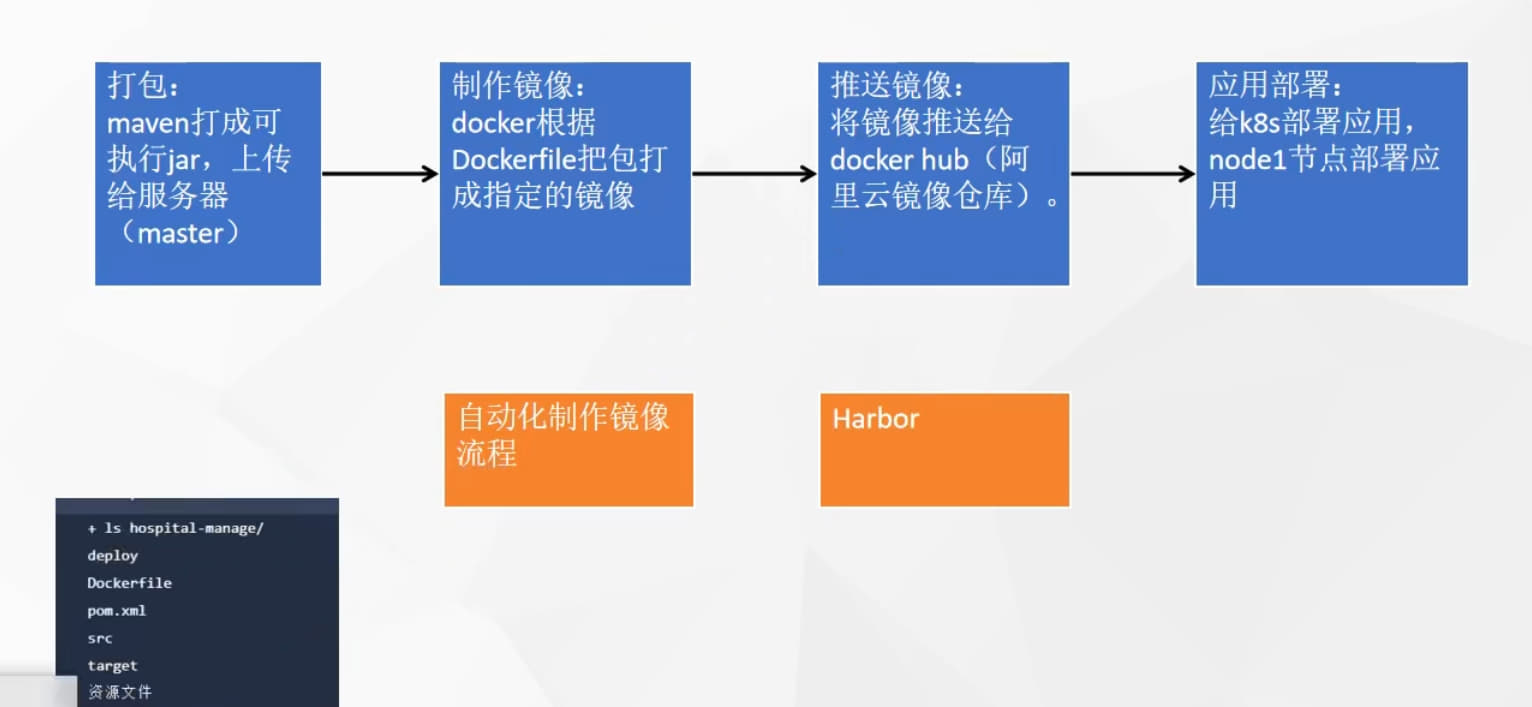 打包：
maven打成可
执行jar，上传
给服务器
（master）
制作镜像：
docker根据
Dockerfile把包打
成指定的镜像
推送镜像：
将镜像推送给
docker hub（阿
里云镜像仓库）。
应用部署：
给k8s部署应用，
node1节点部署应
用
自动化制作镜像
流程
Harbor
+ ls hospital-manage/
deploy
Dockerfile
pom.xml
src
target
资源文件